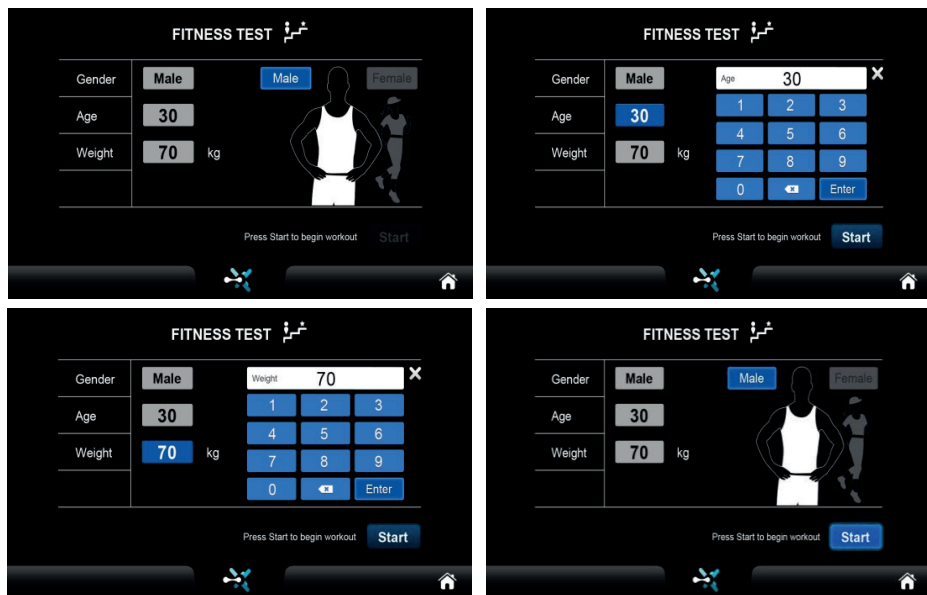 FITNESS TEST
Gender Male Male Female
Age 30
Weight 70 kg
Press Start to begin workout Start
FITNESS TEST
Gender Male Age 30
1 2 3
Age 30
4 5 6
Weight 70 kg
7 8 9
0 Enter
Press Start to begin workout Start
FITNESS TEST
Gender Male Weight 70
1 2 3
Age 30
4 5 6
Weight 70 kg
7 8 9
0 Enter
Press Start to begin workout Start
FITNESS TEST
Gender Male Male Female
Age 30
Weight 70 kg
Press Start to begin workout Start